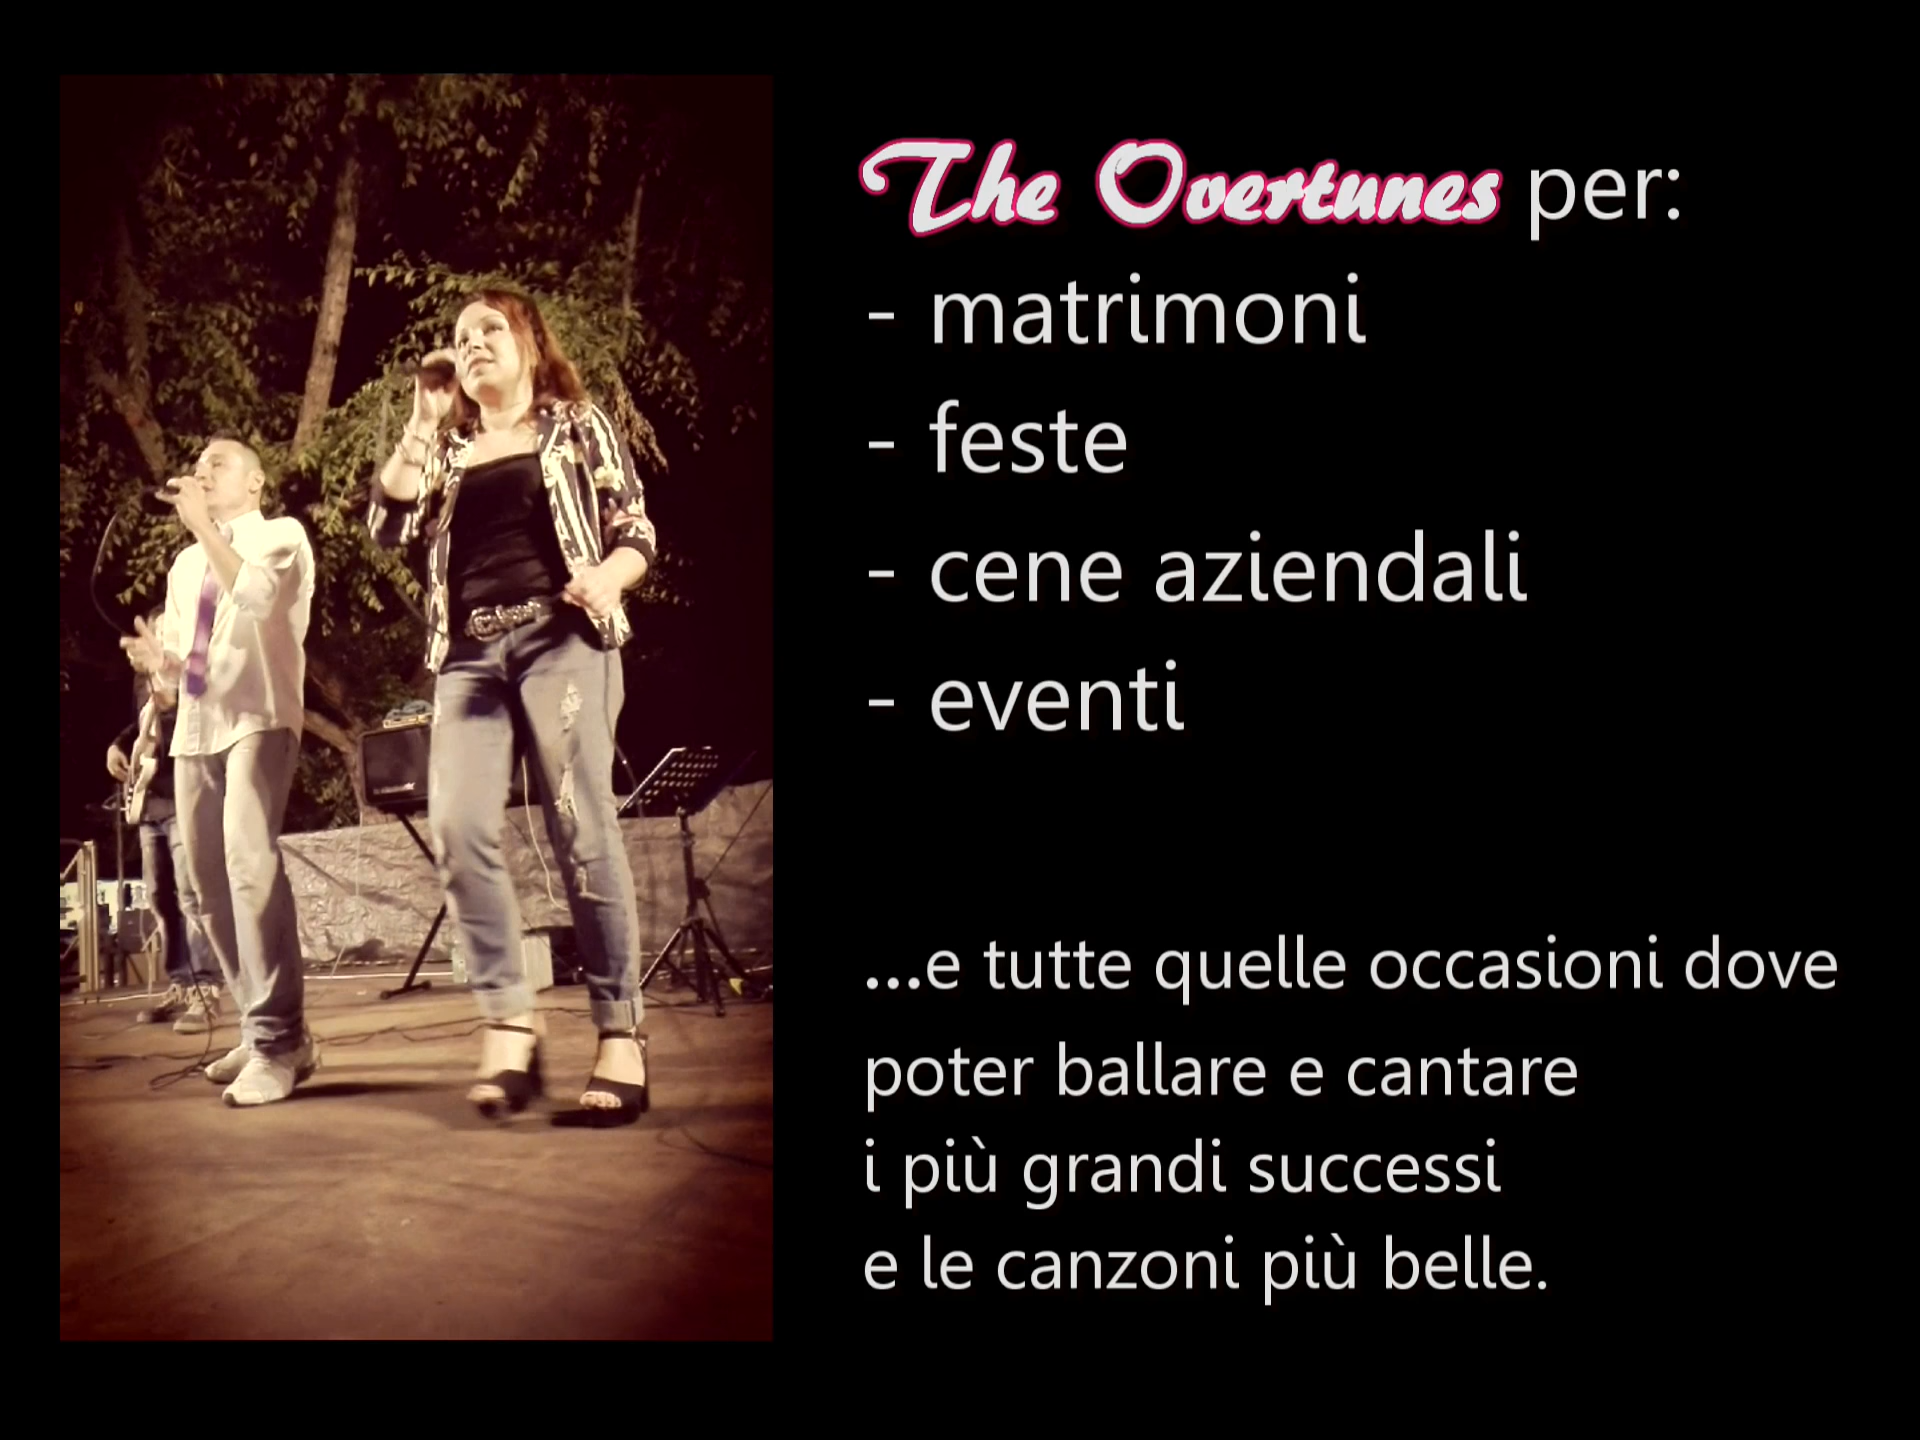 The Overtunes per:
- matrimoni
- feste
- cene aziendali
- eventi
...e tutte quelle occasioni dove
poter ballare e cantare
i più grandi successi
e le canzoni più belle.